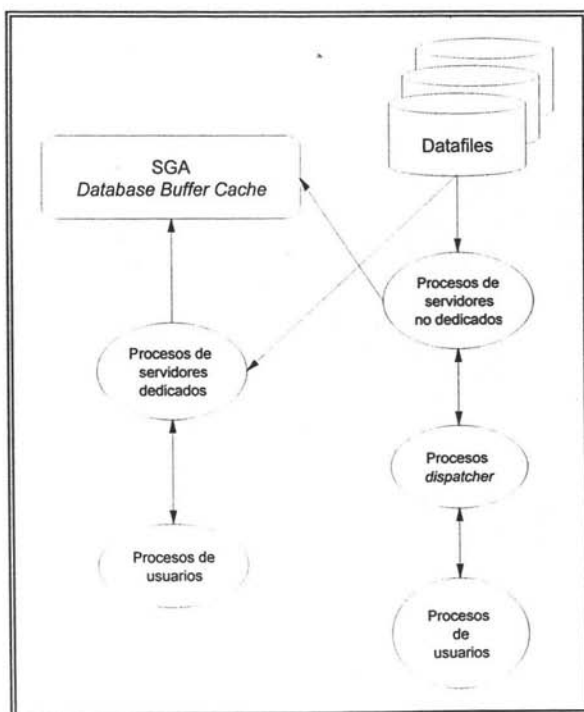 Datafiles
SGA
Database Buffer Cache
Procesos de
servidores
no dedicados
Procesos de
servidores
dedicados
Procesos
dispatcher
Procesos de
usuarios
Procesos
de
usuarios